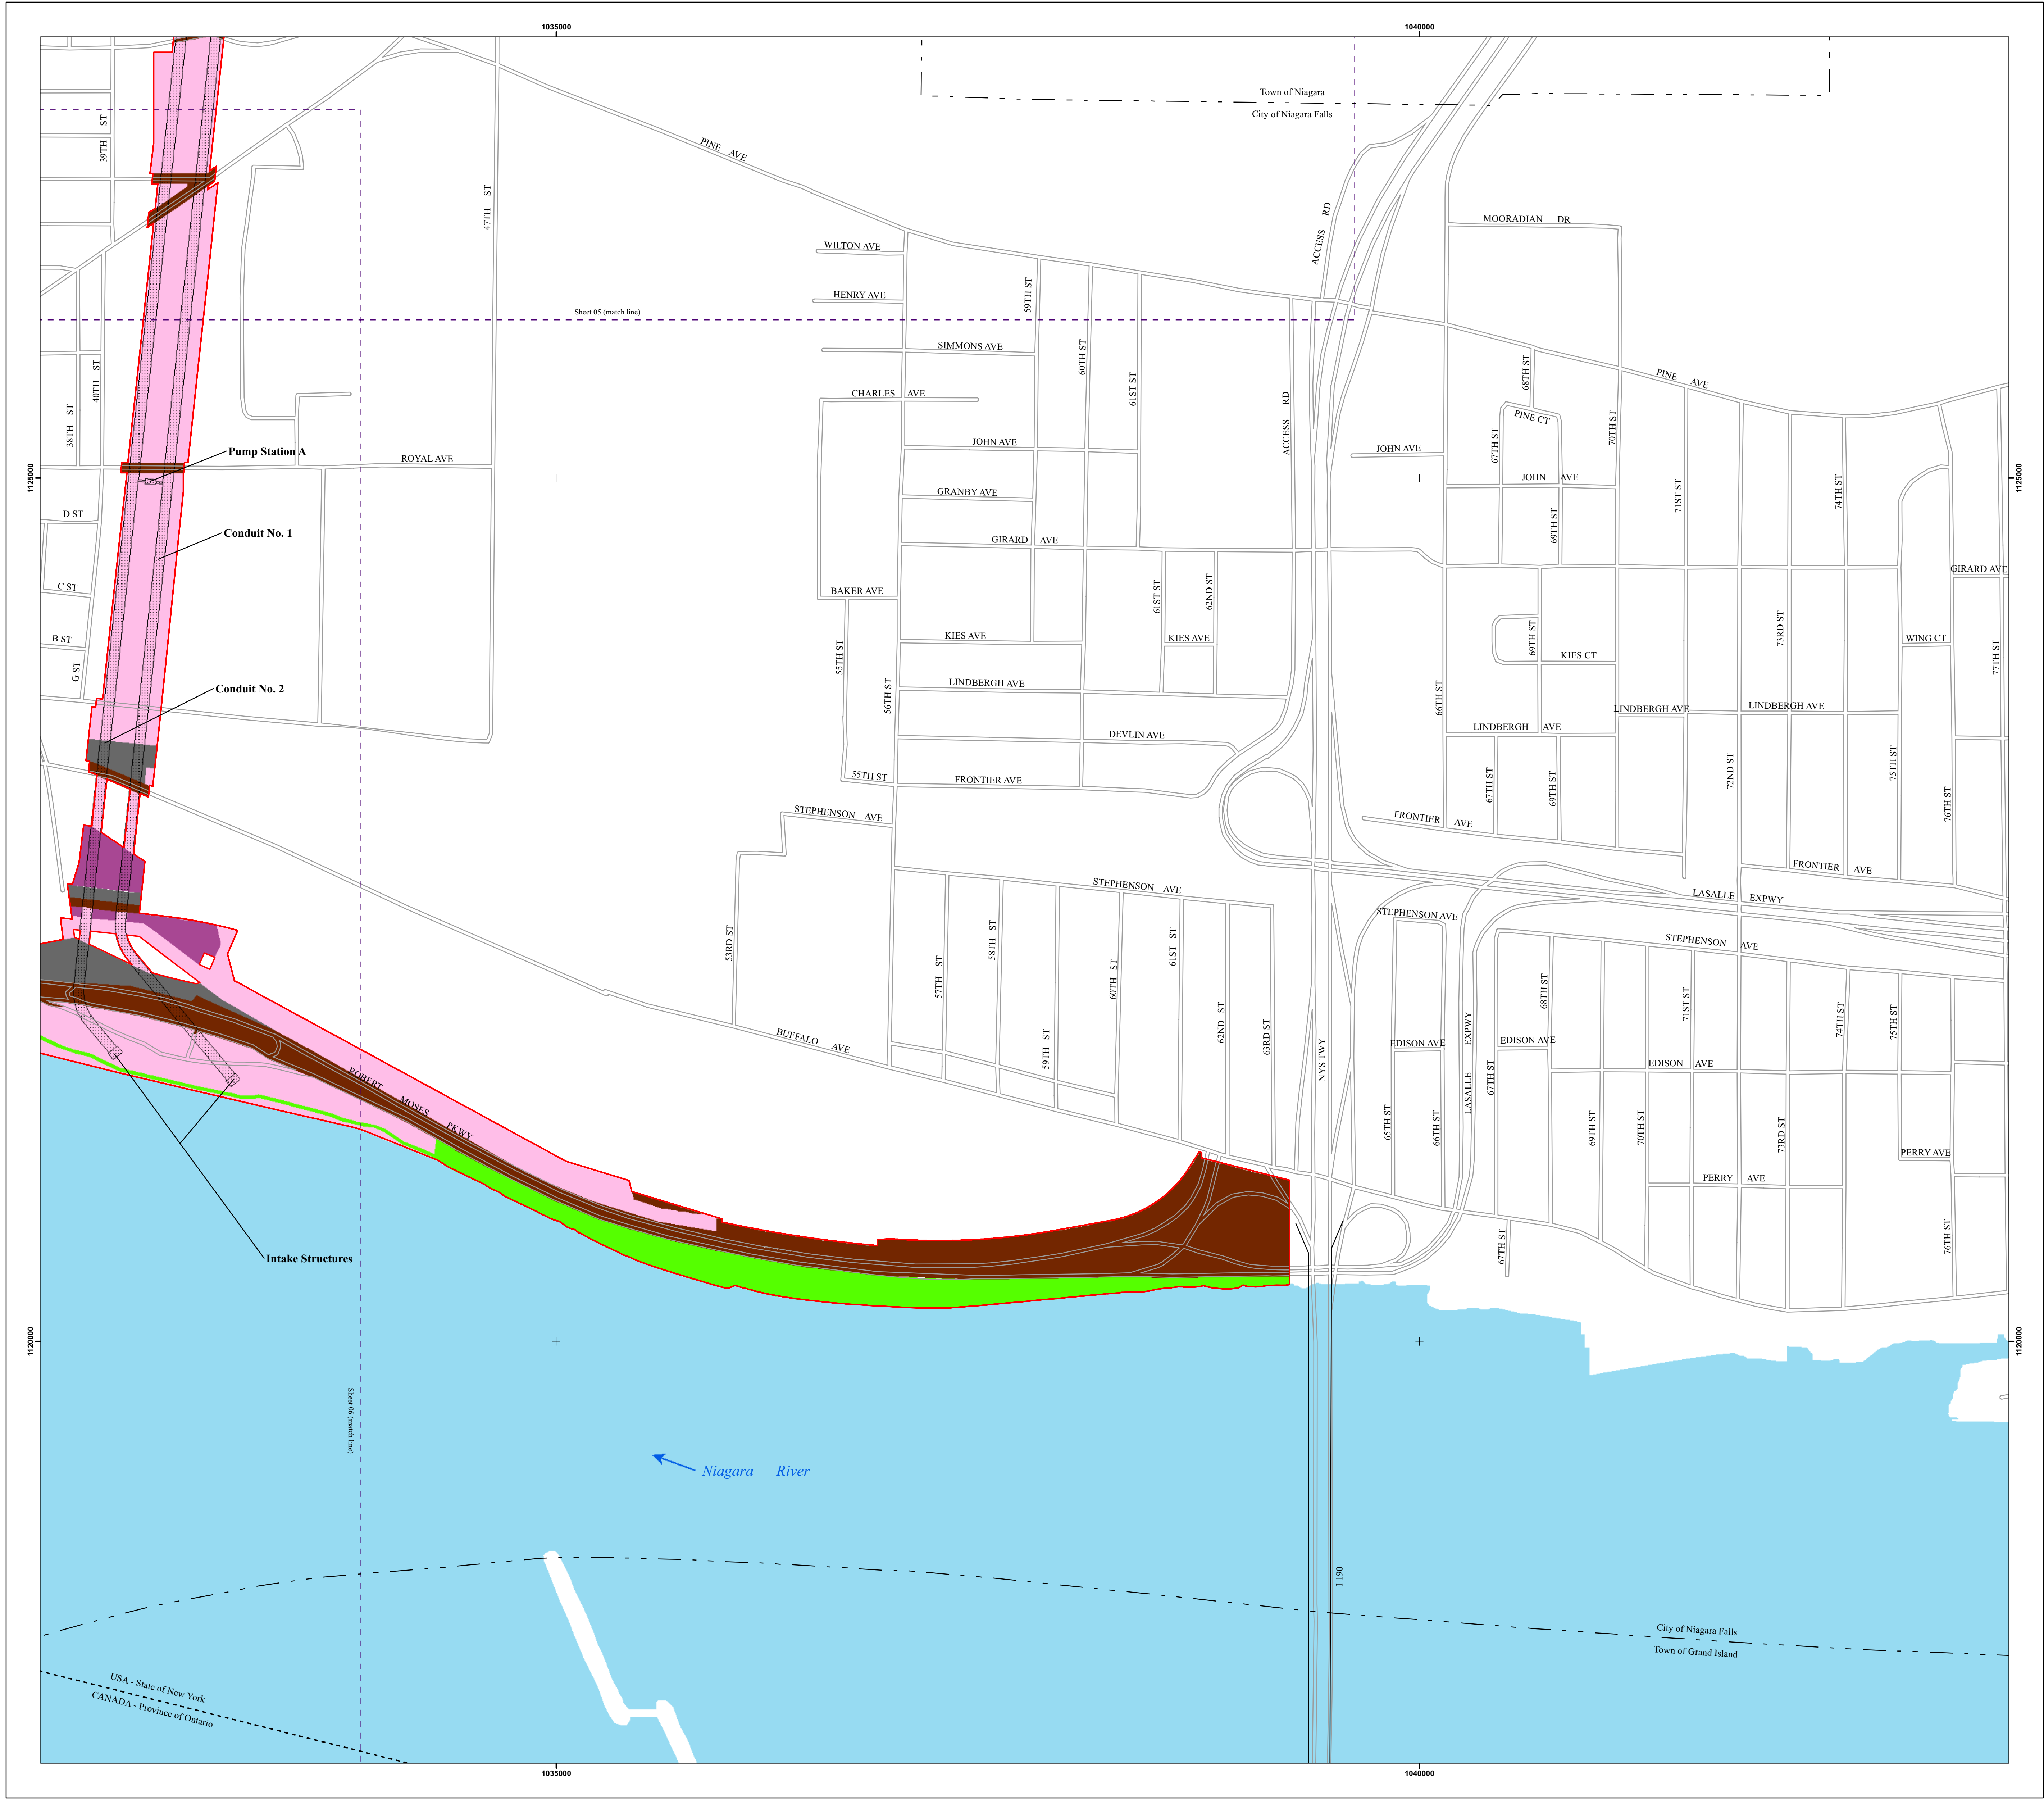 1035000
1040000
Town of Niagara
City of Niagara Falls
39TH ST
PINE AVE
47TH ST
ACCESS RD
MOORADIAN DR
WILTON AVE
HENRY AVE
59TH ST
Sheet 05 (match line)
SIMMONS AVE
60TH ST
61ST ST
CHARLES AVE
40TH ST
38TH ST
ACCESS RD
68TH ST
PINE AVE
PINE CT
67TH ST
70TH ST
JOHN AVE
JOHN AVE
Pump Station A
ROYAL AVE
1125000
1125000
JOHN AVE
GRANBY AVE
71ST ST
74TH ST
69TH ST
D ST
Conduit No. 1
GIRARD AVE
GIRARD AVE
C ST
BAKER AVE
61ST ST
62ND ST
B ST
G ST
KIES AVE
KIES AVE
69TH ST
KIES CT
73RD ST
WING CT
77TH ST
55TH ST
56TH ST
LINDBERGH AVE
66TH ST
Conduit No. 2
LINDBERGH AVE
LINDBERGH AVE
LINDBERGH AVE
DEVLIN AVE
55TH ST
FRONTIER AVE
67TH ST
69TH ST
72ND ST
75TH ST
76TH ST
STEPHENSON AVE
FRONTIER AVE
FRONTIER AVE
STEPHENSON AVE
LASALLE EXPWY
STEPHENSON AVE
STEPHENSON AVE
53RD ST
57TH ST
58TH ST
60TH ST
61ST ST
62ND ST
63RD ST
59TH ST
BUFFALO AVE
NYS TWY
EDISON AVE
LASALLE EXPWY
EDISON AVE
67TH ST
68TH ST
71ST ST
74TH ST
75TH ST
EDISON AVE
65TH ST
66TH ST
69TH ST
70TH ST
73RD ST
PERRY AVE
PERRY AVE
ROBERT MOSES PKWY
67TH ST
76TH ST
Intake Structures
1120000
1120000
Sheet 06 (match line)
Niagara River
I 190
City of Niagara Falls
Town of Grand Island
USA - State of New York
CANADA - Province of Ontario
1035000
1040000